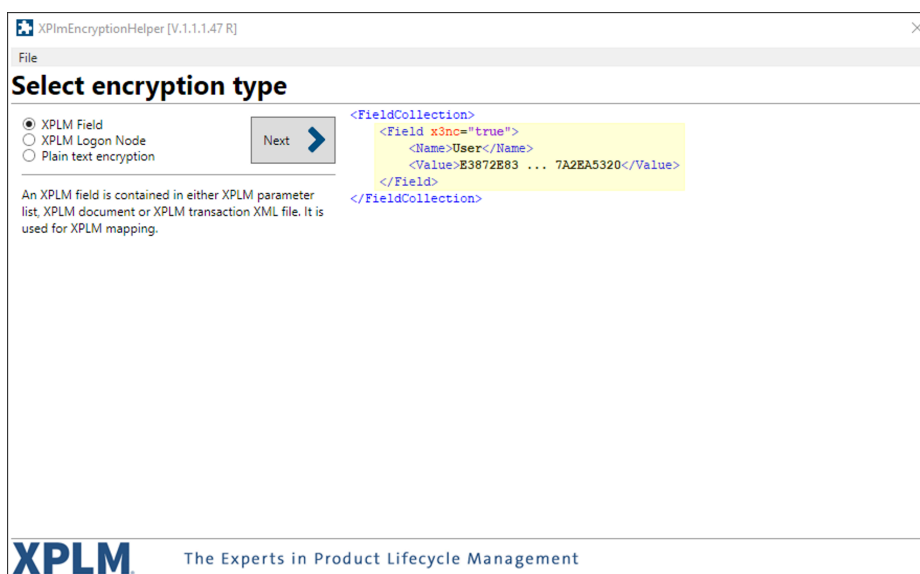 XPlmEncryptionHelper [V.1.1.1.47 R]
File
Select encryption type
XPLM Field
XPLM Logon Node
Plain text encryption
Next
An XPLM field is contained in either XPLM parameter
list, XPLM document or XPLM transaction XML file. It is
used for XPLM mapping.
<FieldCollection>
<Field x3nc="true">
<Name>User</Name>
<Value>E3872E83 ... 7A2EA5320</Value>
</Field>
</FieldCollection>
XPLM
The Experts in Product Lifecycle Management